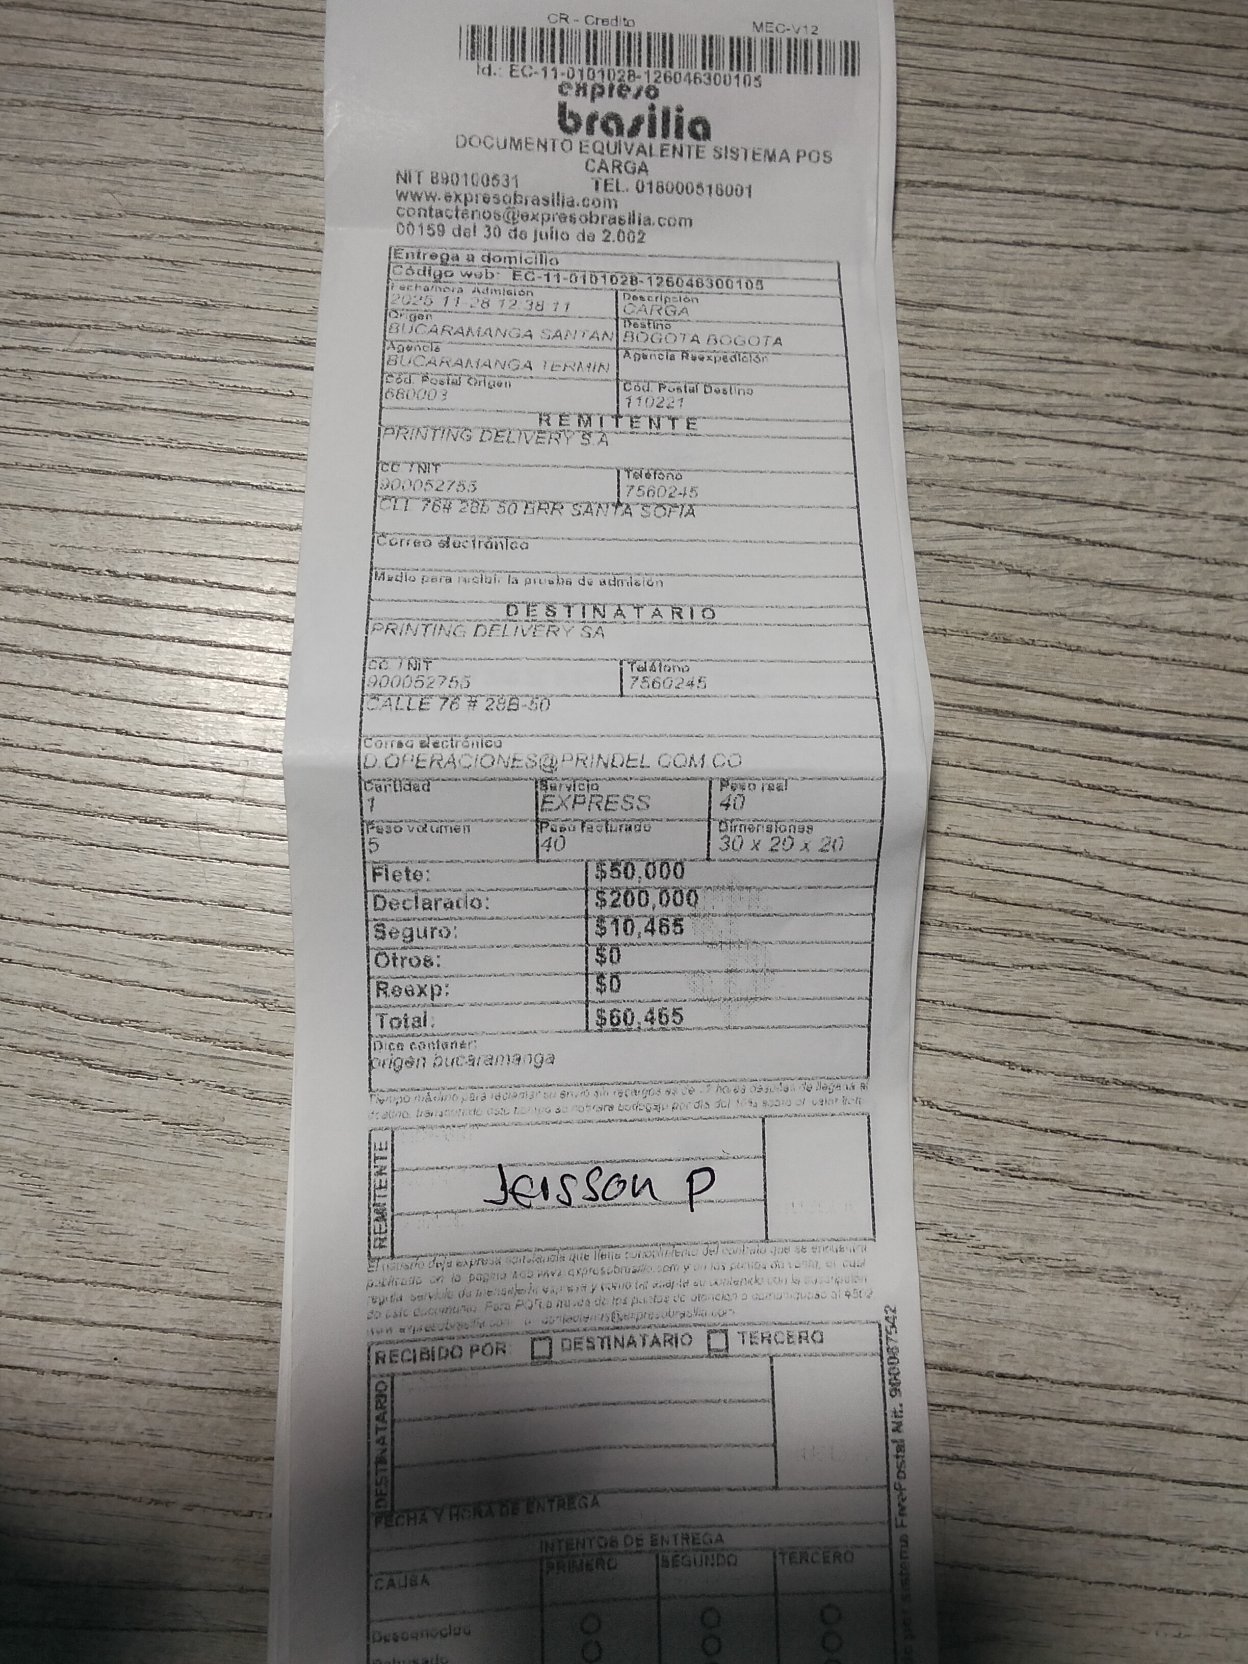 CR - Credito MEC-V12
Id.: EC-11-0101028-126046300105
expreso
brasilia
DOCUMENTO EQUIVALENTE SISTEMA POS
CARGA
NIT 890100531 TEL. 018000518001
www.expresobrasilia.com
contactenos@expresobrasilia.com
00159 del 30 de julio de 2.002
Entrega a domicilio
Código web: EC-11-0101028-126046300105
Fecha/hora Admisión Descripción
2025-11-28 12:38:11 CARGA
Origen Destino
BUCARAMANGA SANTAN BOGOTA BOGOTA
Agencia Agencia Reexpedición
BUCARAMANGA TERMIN
Cód. Postal Origen Cód. Postal Destino
680003 110221
REMITENTE
PRINTING DELIVERY S.A
CC / NIT Teléfono
900052755 7560245
CLL 76# 28b 50 BRR SANTA SOFIA
Correo electrónico
Medio para recibir la prueba de admisión
DESTINATARIO
PRINTING DELIVERY SA
CC / NIT Teléfono
900052755 7560245
CALLE 76 # 28B-50
Correo electrónico
D.OPERACIONES@PRINDEL.COM.CO
Cantidad Servicio Peso real
1 EXPRESS 40
Peso volumen Peso facturado Dimensiones
5 40 30 x 20 x 20
Flete: $50,000
Declarado: $200,000
Seguro: $10,465
Otros: $0
Reexp: $0
Total: $60,465
Dice contener:
origen bucaramanga
REMITENTE
Jeisson P
RECIBIDO POR: DESTINATARIO TERCERO
DESTINATARIO
FECHA Y HORA DE ENTREGA
INTENTOS DE ENTREGA
CAUSA PRIMERO SEGUNDO TERCERO
Desconocido
Rehusado
sistema ForePostal Nit. 900087542